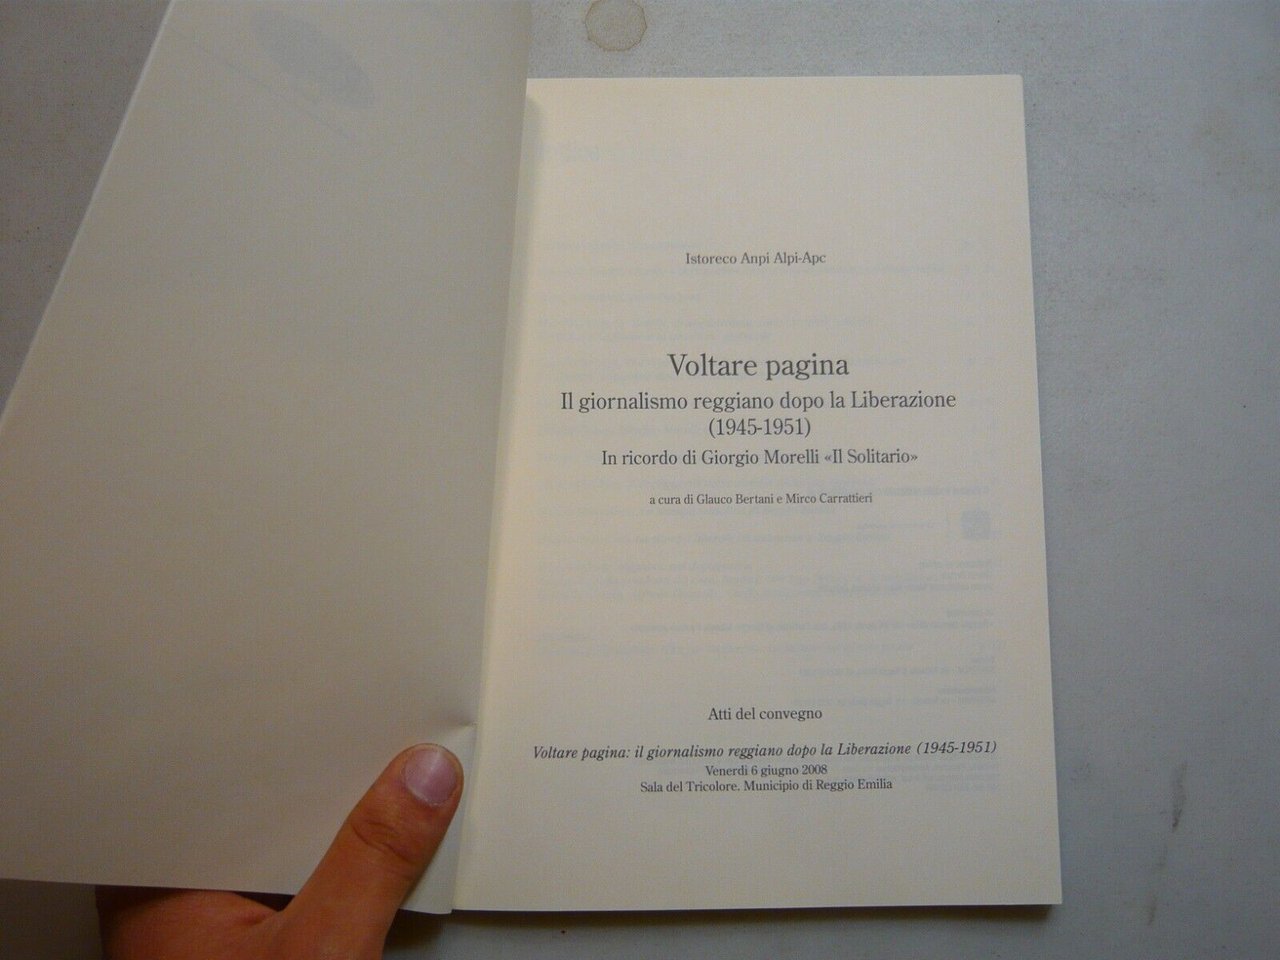 Istoreco Anpi Alpi-Apc
Voltare pagina
Il giornalismo reggiano dopo la Liberazione
(1945-1951)
In ricordo di Giorgio Morelli «Il Solitario»
a cura di Glauco Bertani e Mirco Carrattieri
Atti del convegno
Voltare pagina: il giornalismo reggiano dopo la Liberazione (1945-1951)
Venerdì 6 giugno 2008
Sala del Tricolore. Municipio di Reggio Emilia